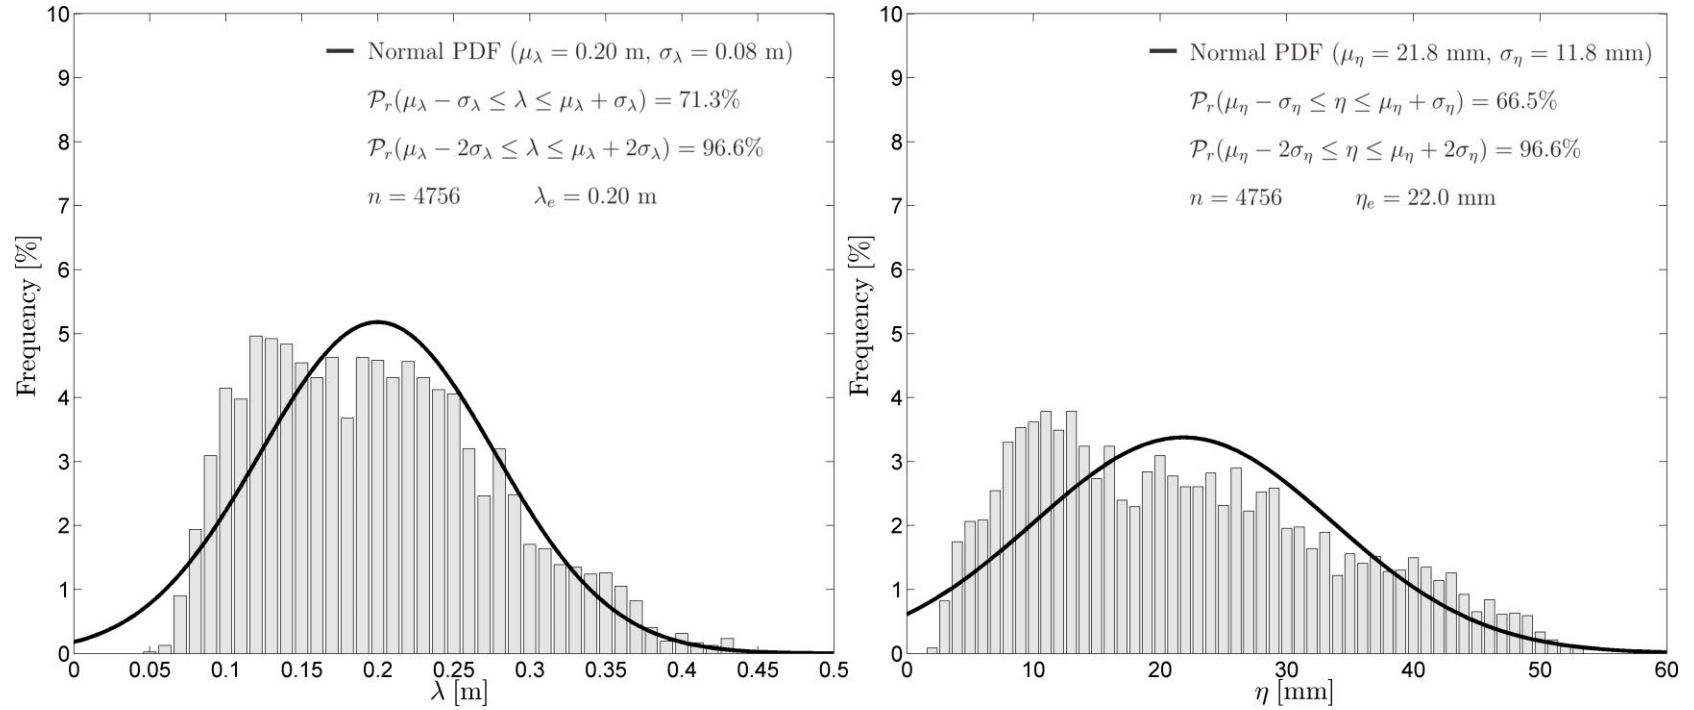 Normal PDF (μλ = 0.20 m, σλ = 0.08 m)
𝒫r(μλ − σλ ≤ λ ≤ μλ + σλ) = 71.3%
𝒫r(μλ − 2σλ ≤ λ ≤ μλ + 2σλ) = 96.6%
n = 4756 λe = 0.20 m
Frequency [%]
10
9
8
7
6
5
4
3
2
1
0
0 0.05 0.1 0.15 0.2 0.25 0.3 0.35 0.4 0.45 0.5
λ [m]
Normal PDF (μη = 21.8 mm, ση = 11.8 mm)
𝒫r(μη − ση ≤ η ≤ μη + ση) = 66.5%
𝒫r(μη − 2ση ≤ η ≤ μη + 2ση) = 96.6%
n = 4756 ηe = 22.0 mm
Frequency [%]
10
9
8
7
6
5
4
3
2
1
0
0 10 20 30 40 50 60
η [mm]